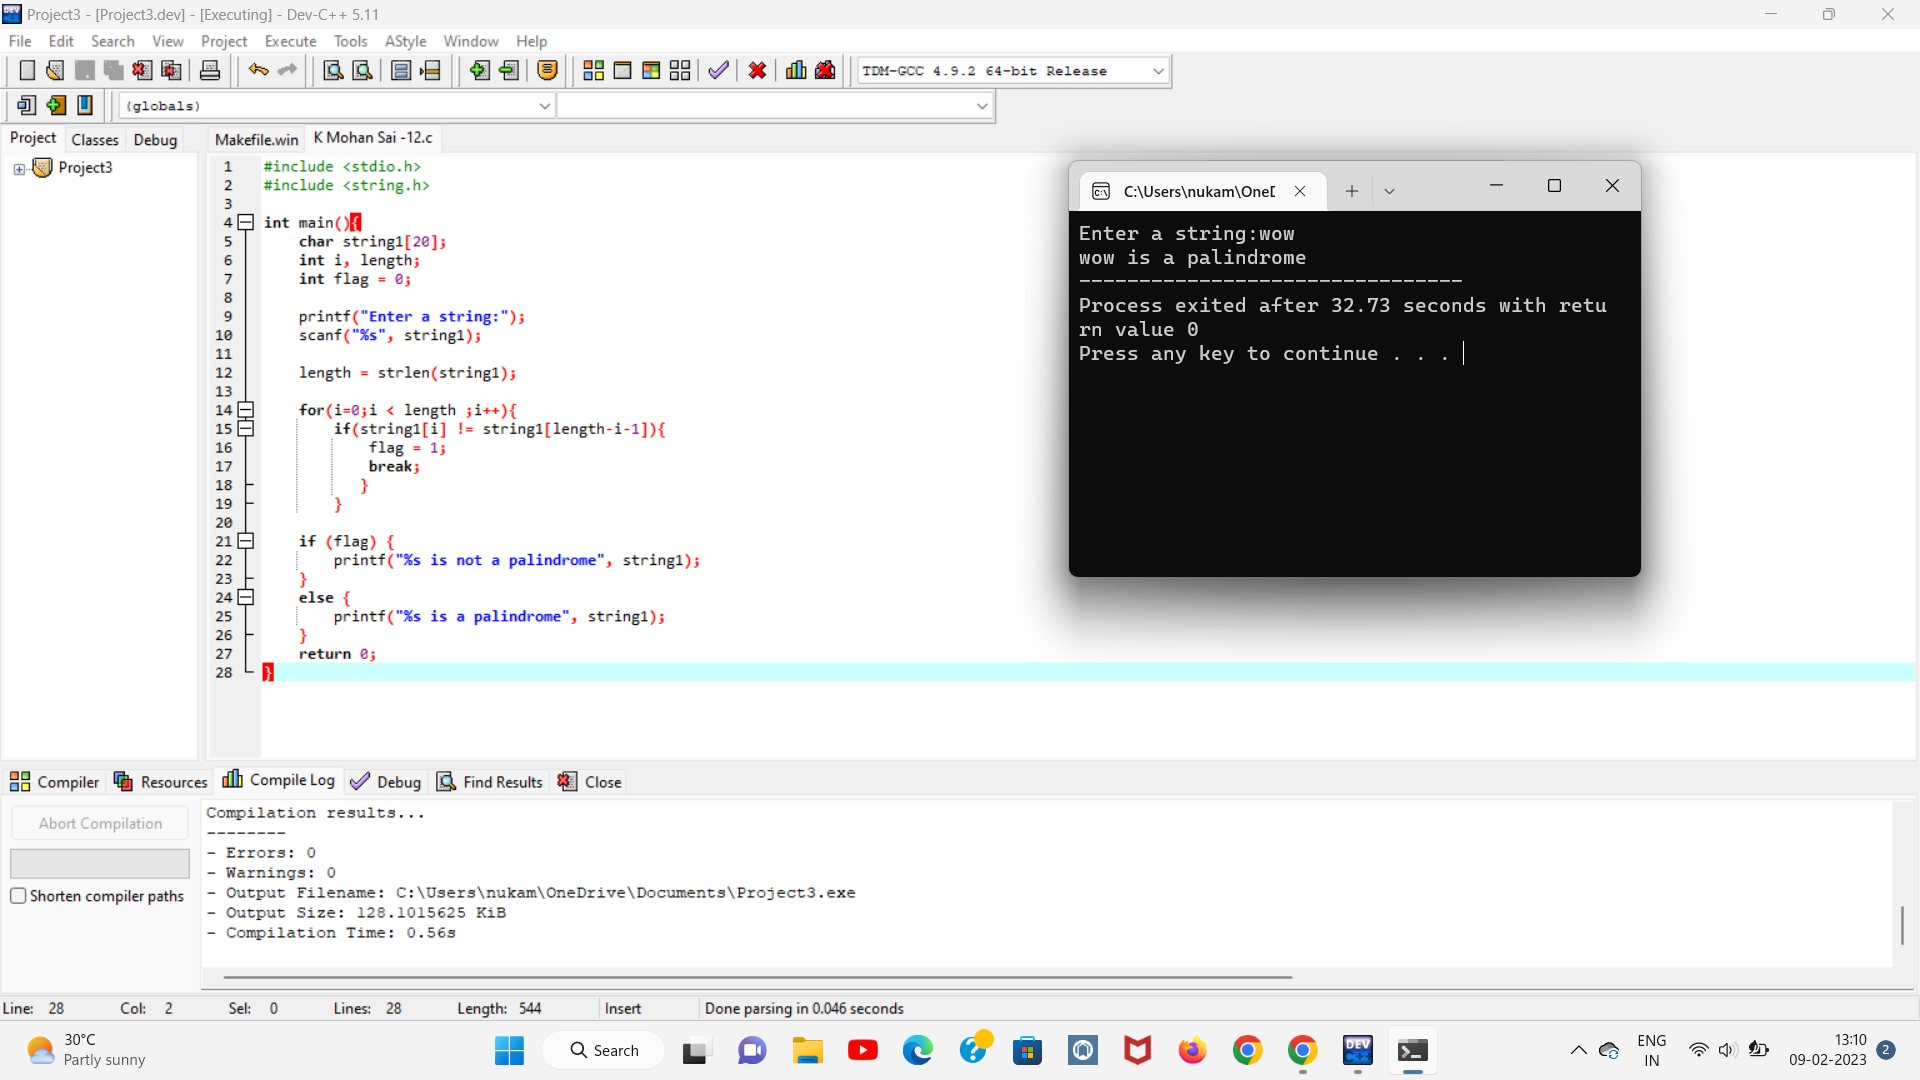 Project3 - [Project3.dev] - [Executing] - Dev-C++ 5.11
File Edit Search View Project Execute Tools AStyle Window Help
TDM-GCC 4.9.2 64-bit Release
(globals)
Project Classes Debug
Makefile.win K Mohan Sai -12.c
Project3
1 #include <stdio.h>
2 #include <string.h>
3
4 int main(){
5 char string1[20];
6 int i, length;
7 int flag = 0;
8
9 printf("Enter a string:");
10 scanf("%s", string1);
11
12 length = strlen(string1);
13
14 for(i=0;i < length ;i++){
15 if(string1[i] != string1[length-i-1]){
16 flag = 1;
17 break;
18 }
19 }
20
21 if (flag) {
22 printf("%s is not a palindrome", string1);
23 }
24 else {
25 printf("%s is a palindrome", string1);
26 }
27 return 0;
28 }
C:\Users\nukam\OneD
Enter a string:wow
wow is a palindrome
--------------------------------
Process exited after 32.73 seconds with retu
rn value 0
Press any key to continue . . .
Compiler Resources Compile Log Debug Find Results Close
Abort Compilation
Shorten compiler paths
Compilation results...
--------
- Errors: 0
- Warnings: 0
- Output Filename: C:\Users\nukam\OneDrive\Documents\Project3.exe
- Output Size: 128.1015625 KiB
- Compilation Time: 0.56s
Line: 28 Col: 2 Sel: 0 Lines: 28 Length: 544 Insert Done parsing in 0.046 seconds
30°C
Partly sunny
Search
DEV
C++
ENG
IN
13:10
09-02-2023
2